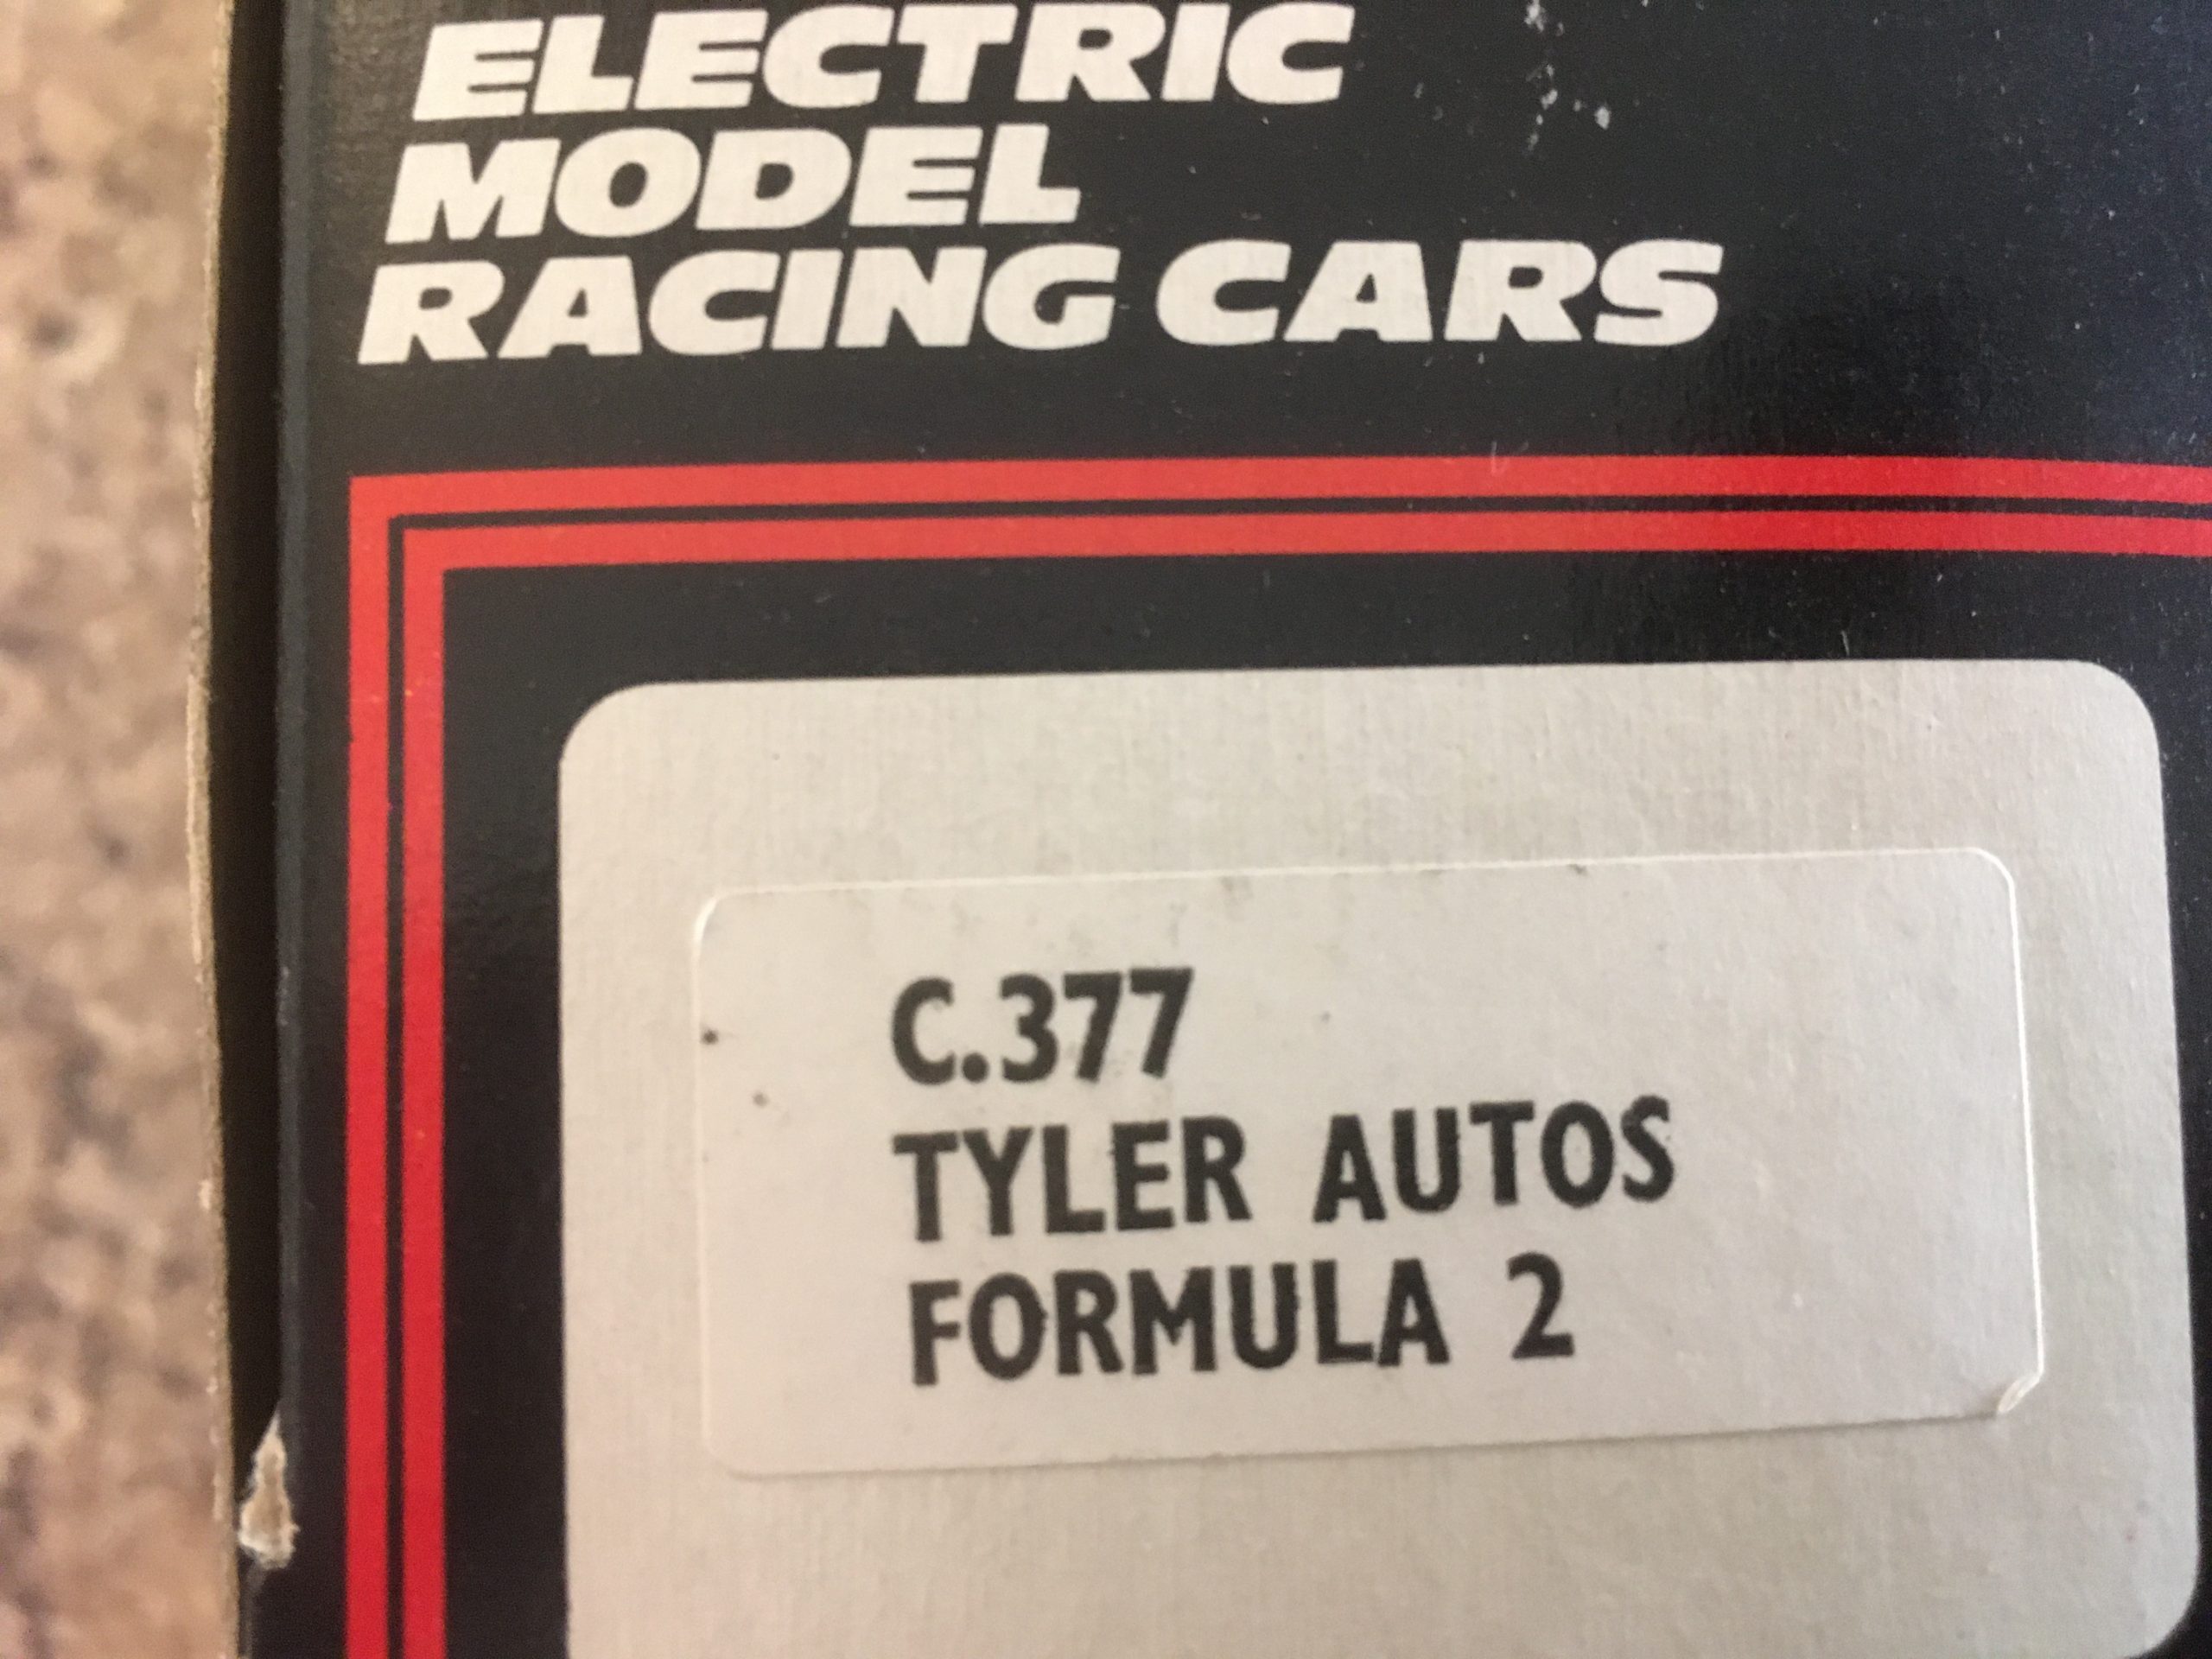 ELECTRIC
MODEL
RACING CARS
C.377
TYLER AUTOS
FORMULA 2